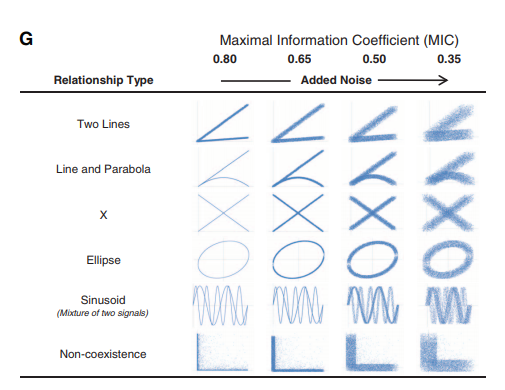 G
Maximal Information Coefficient (MIC)
0.80 0.65 0.50 0.35
Relationship Type Added Noise
Two Lines
Line and Parabola
X
Ellipse
Sinusoid
(Mixture of two signals)
Non-coexistence